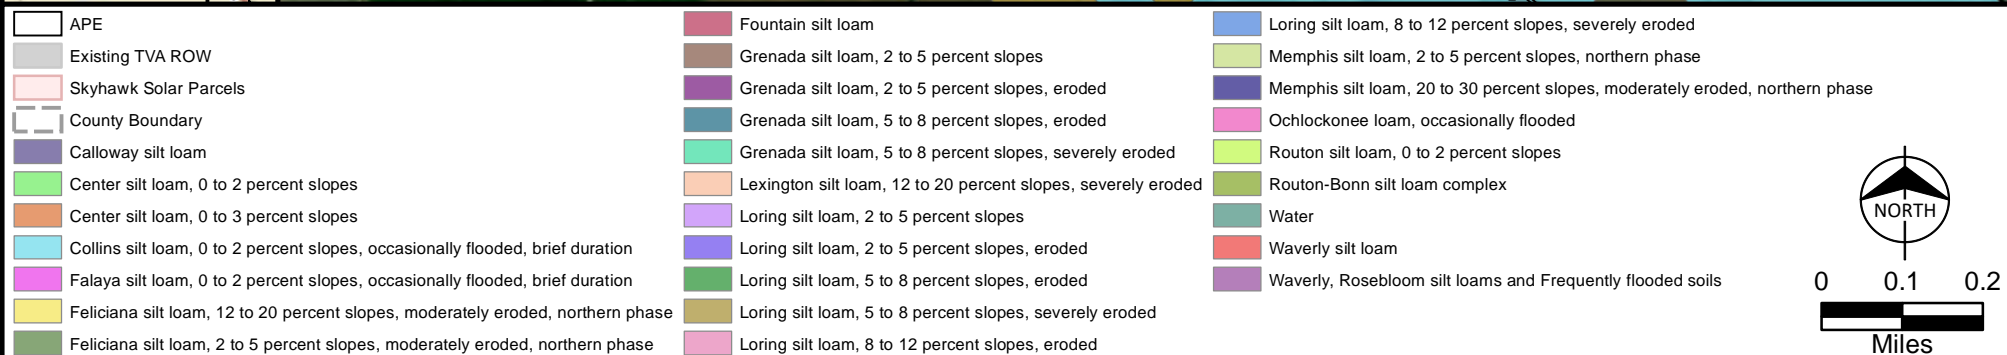 APE
Existing TVA ROW
Skyhawk Solar Parcels
County Boundary
Calloway silt loam
Center silt loam, 0 to 2 percent slopes
Center silt loam, 0 to 3 percent slopes
Collins silt loam, 0 to 2 percent slopes, occasionally flooded, brief duration
Falaya silt loam, 0 to 2 percent slopes, occasionally flooded, brief duration
Feliciana silt loam, 12 to 20 percent slopes, moderately eroded, northern phase
Feliciana silt loam, 2 to 5 percent slopes, moderately eroded, northern phase
Fountain silt loam
Grenada silt loam, 2 to 5 percent slopes
Grenada silt loam, 2 to 5 percent slopes, eroded
Grenada silt loam, 5 to 8 percent slopes, eroded
Grenada silt loam, 5 to 8 percent slopes, severely eroded
Lexington silt loam, 12 to 20 percent slopes, severely eroded
Loring silt loam, 2 to 5 percent slopes
Loring silt loam, 2 to 5 percent slopes, eroded
Loring silt loam, 5 to 8 percent slopes, eroded
Loring silt loam, 5 to 8 percent slopes, severely eroded
Loring silt loam, 8 to 12 percent slopes, eroded
Loring silt loam, 8 to 12 percent slopes, severely eroded
Memphis silt loam, 2 to 5 percent slopes, northern phase
Memphis silt loam, 20 to 30 percent slopes, moderately eroded, northern phase
Ochlockonee loam, occasionally flooded
Routon silt loam, 0 to 2 percent slopes
Routon-Bonn silt loam complex
Water
Waverly silt loam
Waverly, Rosebloom silt loams and Frequently flooded soils
NORTH
0 0.1 0.2
Miles